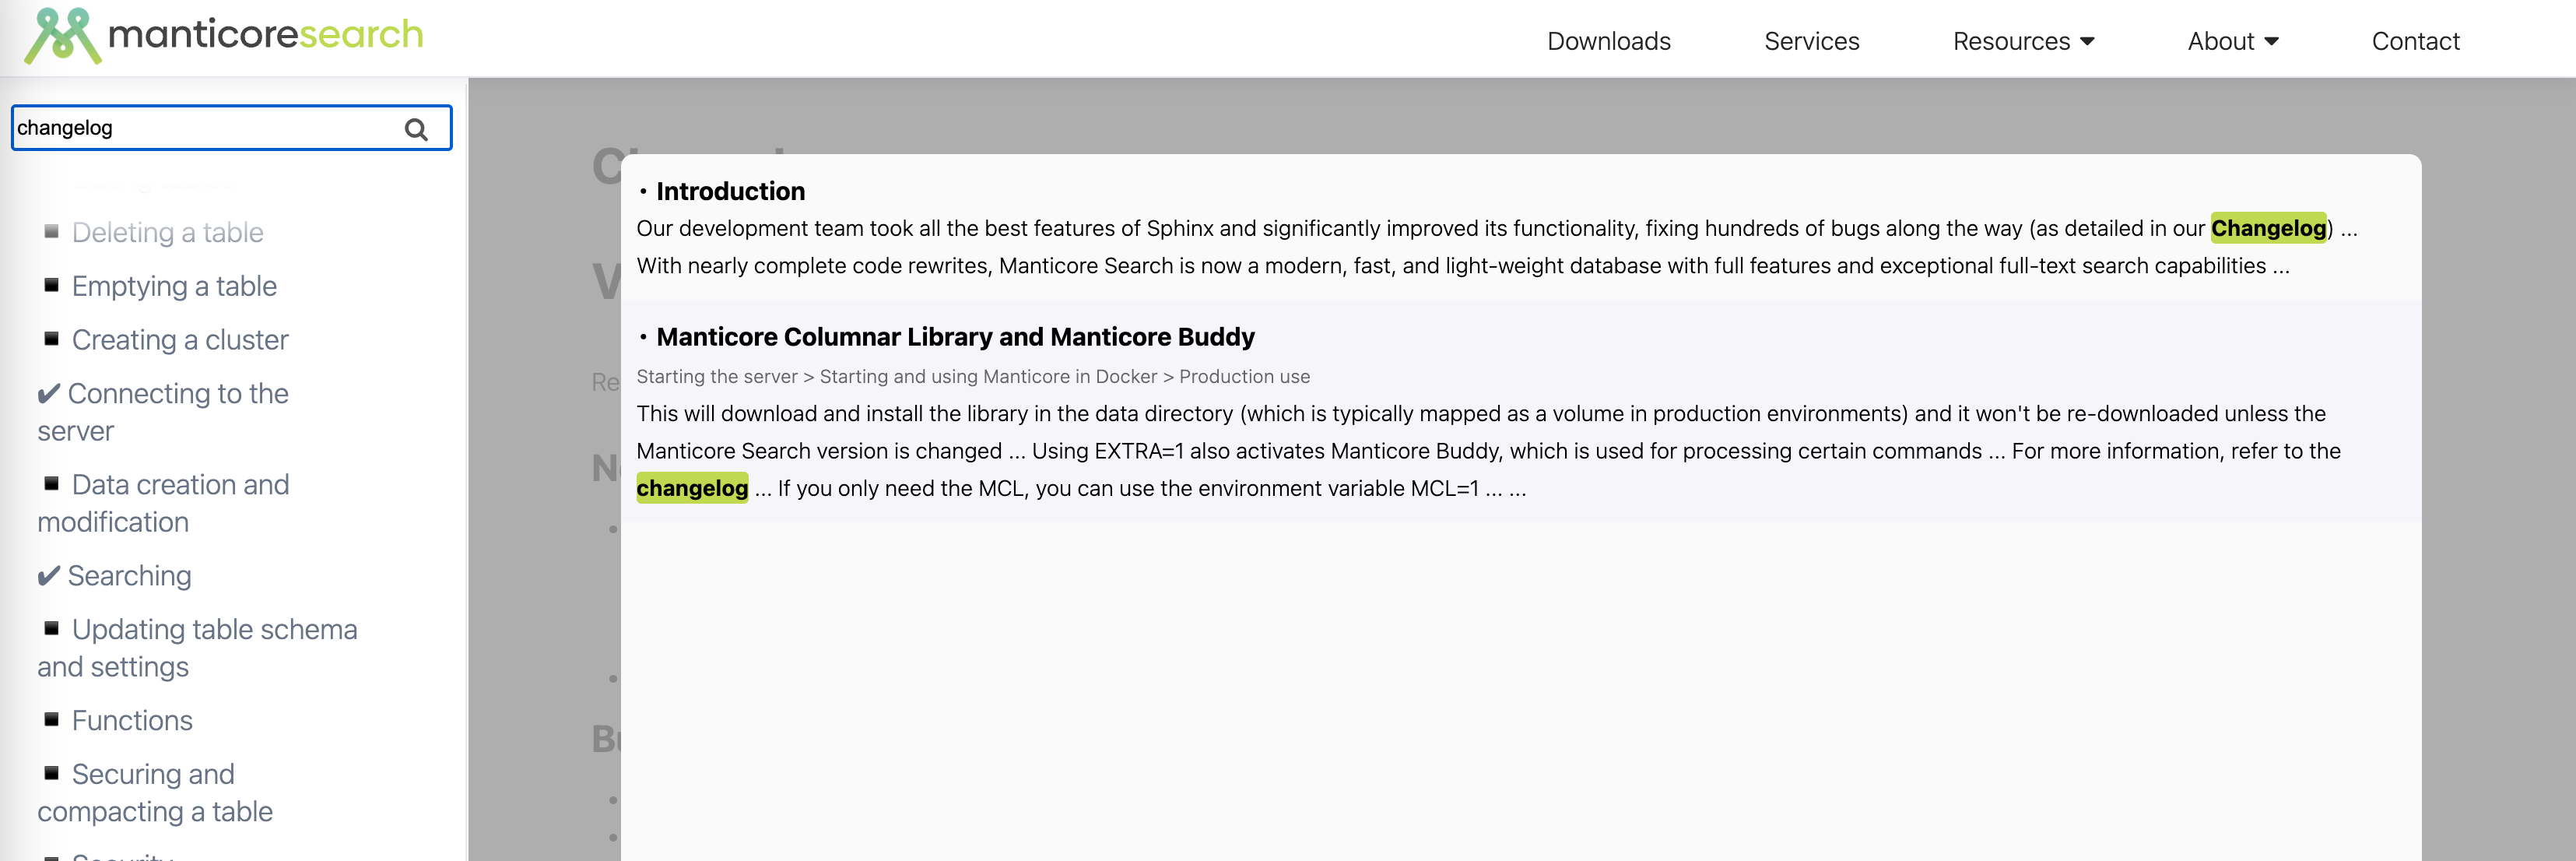 manticoresearch
Downloads
Services
Resources
About
Contact
changelog
Deleting a table
Emptying a table
Creating a cluster
✔ Connecting to the
server
Data creation and
modification
✔ Searching
Updating table schema
and settings
Functions
Securing and
compacting a table
Security
• Introduction
Our development team took all the best features of Sphinx and significantly improved its functionality, fixing hundreds of bugs along the way (as detailed in our Changelog) ...
With nearly complete code rewrites, Manticore Search is now a modern, fast, and light-weight database with full features and exceptional full-text search capabilities ...
• Manticore Columnar Library and Manticore Buddy
Starting the server > Starting and using Manticore in Docker > Production use
This will download and install the library in the data directory (which is typically mapped as a volume in production environments) and it won't be re-downloaded unless the
Manticore Search version is changed ... Using EXTRA=1 also activates Manticore Buddy, which is used for processing certain commands ... For more information, refer to the
changelog ... If you only need the MCL, you can use the environment variable MCL=1 ... ...